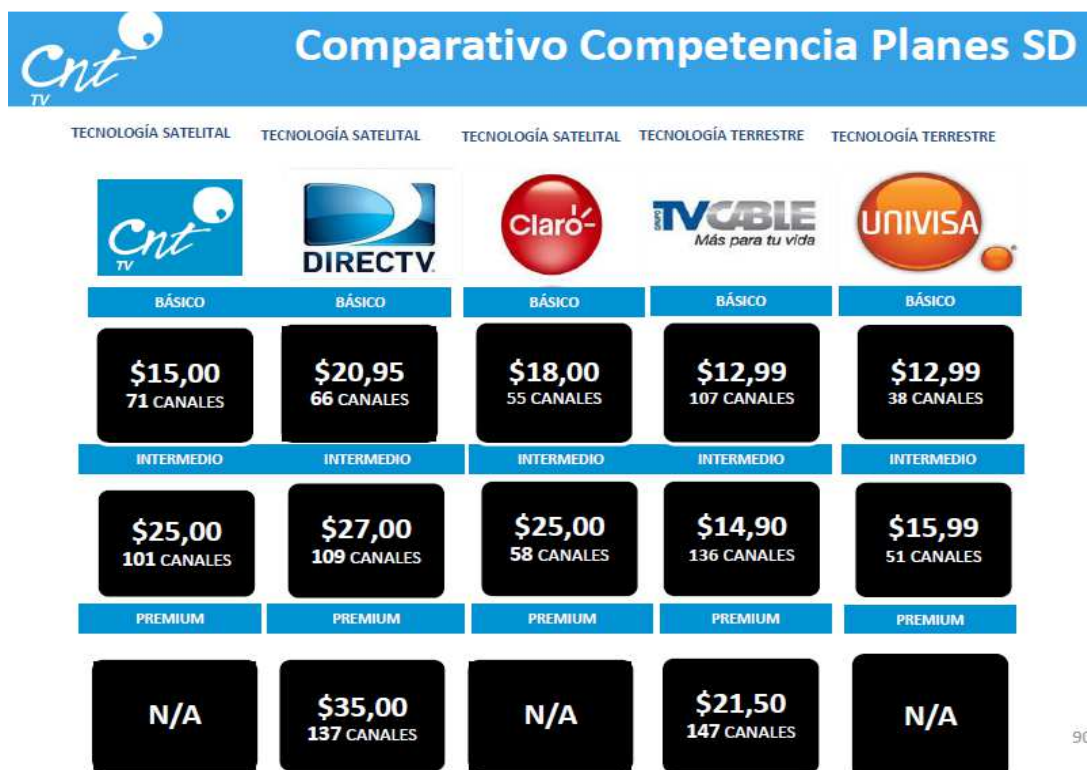 Cnt
TV
Comparativo Competencia Planes SD
TECNOLOGÍA SATELITAL TECNOLOGÍA SATELITAL TECNOLOGÍA SATELITAL TECNOLOGÍA TERRESTRE TECNOLOGÍA TERRESTRE
Cnt
TV
DIRECTV
Claro
GRUPO TVCABLE
Más para tu vida
UNIVISA
BÁSICO BÁSICO BÁSICO BÁSICO BÁSICO
$15,00 $20,95 $18,00 $12,99 $12,99
71 CANALES 66 CANALES 55 CANALES 107 CANALES 38 CANALES
INTERMEDIO INTERMEDIO INTERMEDIO INTERMEDIO INTERMEDIO
$25,00 $27,00 $25,00 $14,90 $15,99
101 CANALES 109 CANALES 58 CANALES 136 CANALES 51 CANALES
PREMIUM PREMIUM PREMIUM PREMIUM PREMIUM
N/A $35,00 N/A $21,50 N/A
137 CANALES 147 CANALES
90